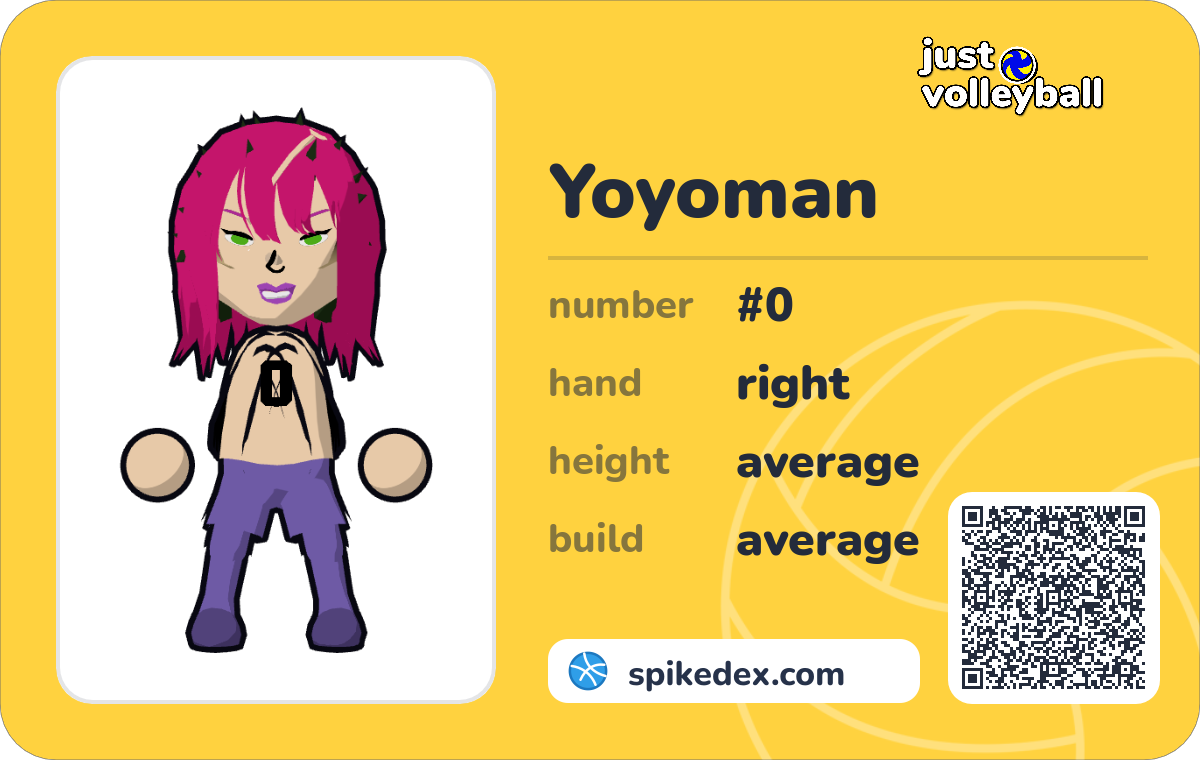 just
volleyball
Yoyoman
number #0
hand right
height average
build average
spikedex.com